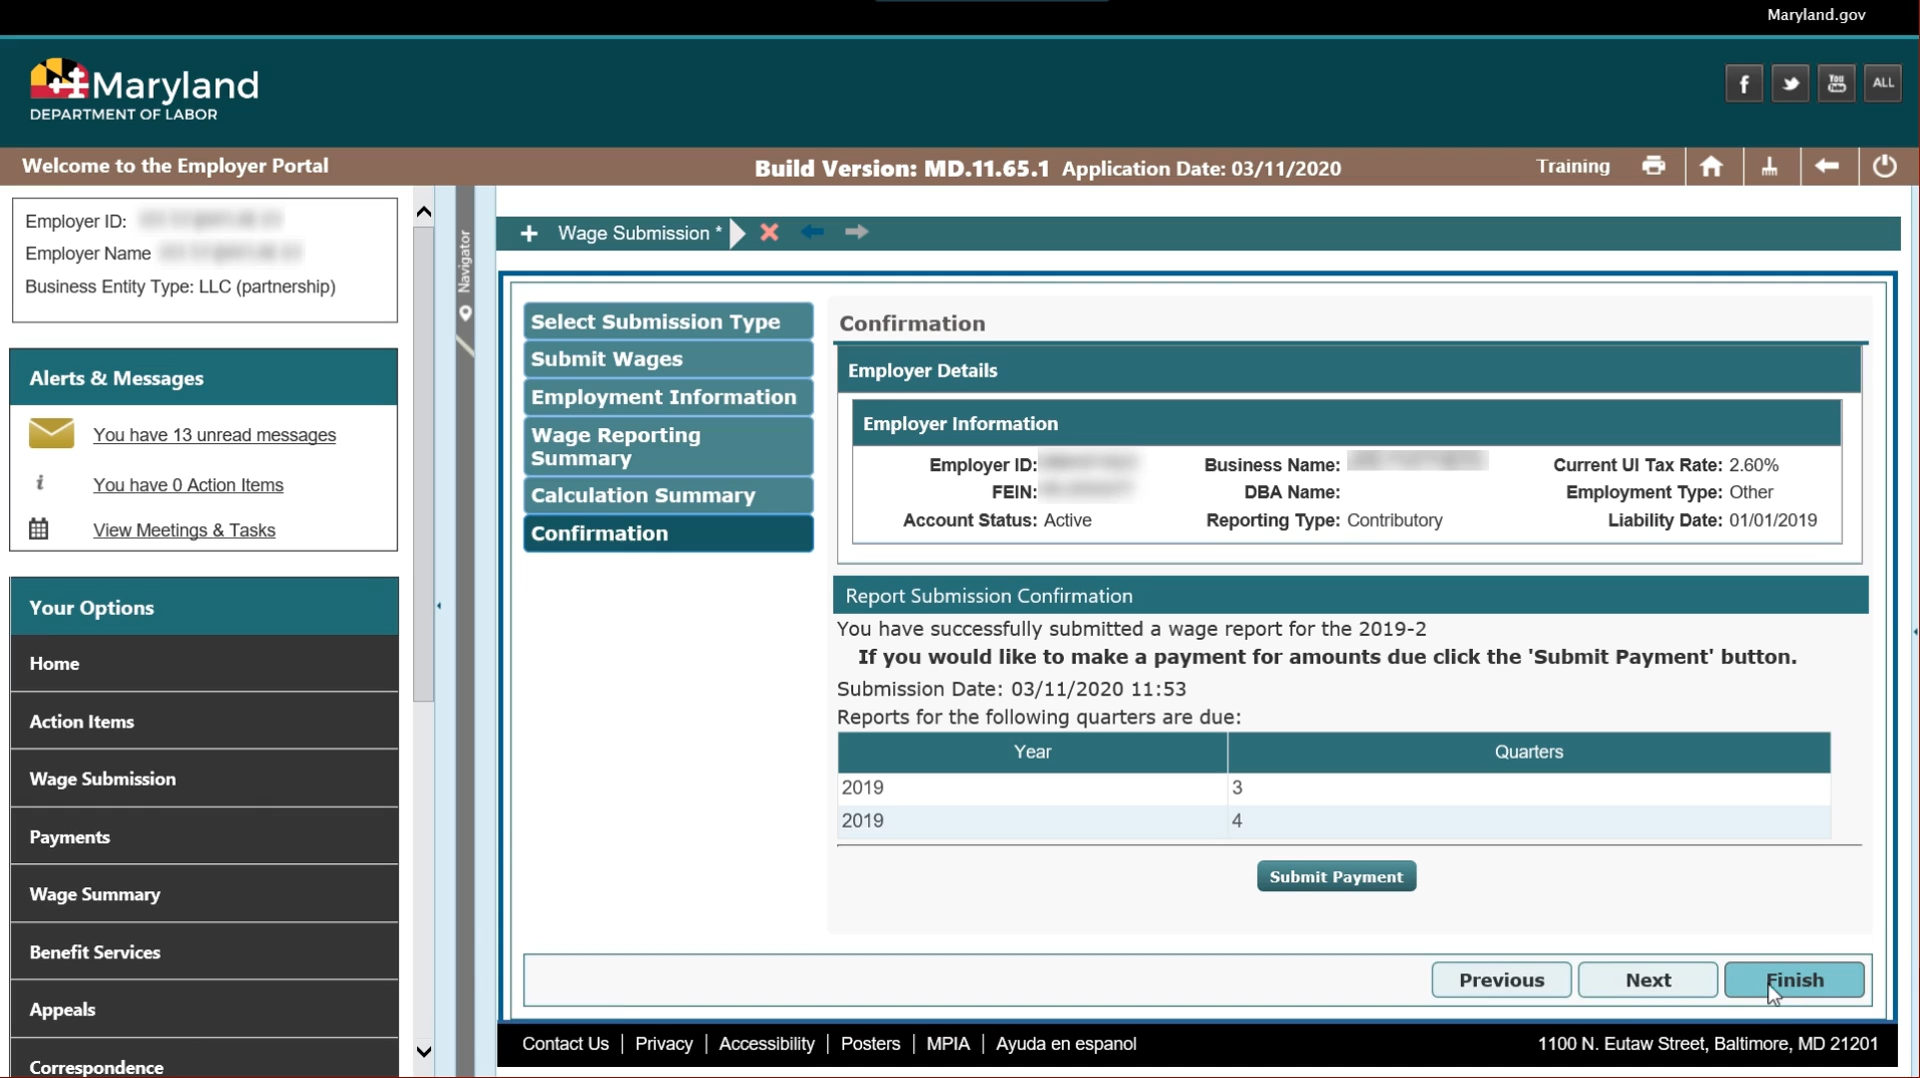 Maryland.gov
Maryland
DEPARTMENT OF LABOR
f
You
ALL
Welcome to the Employer Portal
Build Version: MD.11.65.1 Application Date: 03/11/2020
Training
Employer ID:
Employer Name
Business Entity Type: LLC (partnership)
Alerts & Messages
You have 13 unread messages
i
You have 0 Action Items
View Meetings & Tasks
Your Options
Home
Action Items
Wage Submission
Payments
Wage Summary
Benefit Services
Appeals
Correspondence
Navigator
+ Wage Submission *
Select Submission Type
Submit Wages
Employment Information
Wage Reporting
Summary
Calculation Summary
Confirmation
Confirmation
Employer Details
Employer Information
Employer ID:
Business Name:
Current UI Tax Rate: 2.60%
FEIN:
DBA Name:
Employment Type: Other
Account Status: Active
Reporting Type: Contributory
Liability Date: 01/01/2019
Report Submission Confirmation
You have successfully submitted a wage report for the 2019-2
If you would like to make a payment for amounts due click the 'Submit Payment' button.
Submission Date: 03/11/2020 11:53
Reports for the following quarters are due:
Year Quarters
2019 3
2019 4
Submit Payment
Previous
Next
Finish
Contact Us | Privacy | Accessibility | Posters | MPIA | Ayuda en espanol
1100 N. Eutaw Street, Baltimore, MD 21201